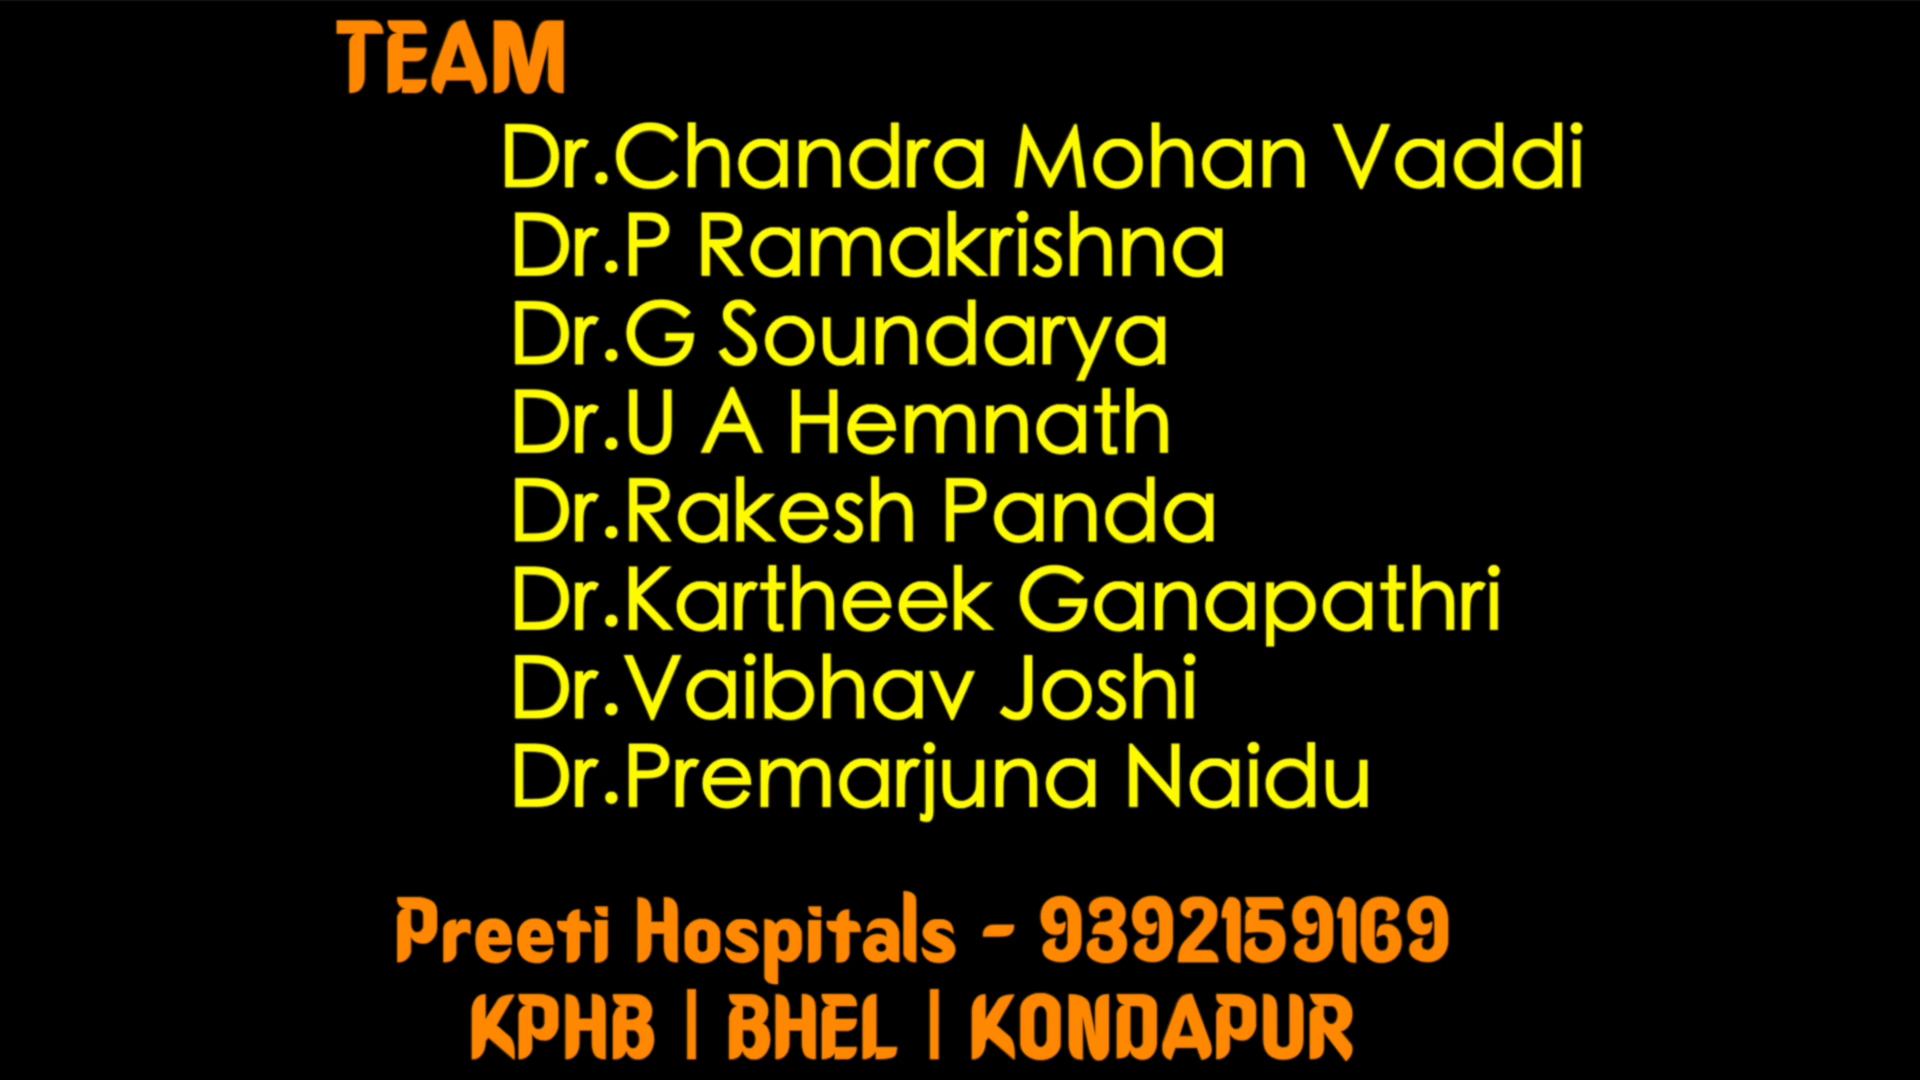 TEAM
Dr.Chandra Mohan Vaddi
Dr.P Ramakrishna
Dr.G Soundarya
Dr.U A Hemnath
Dr.Rakesh Panda
Dr.Kartheek Ganapathri
Dr.Vaibhav Joshi
Dr.Premarjuna Naidu
Preeti Hospitals - 9392159169
KPHB | BHEL | KONDAPUR